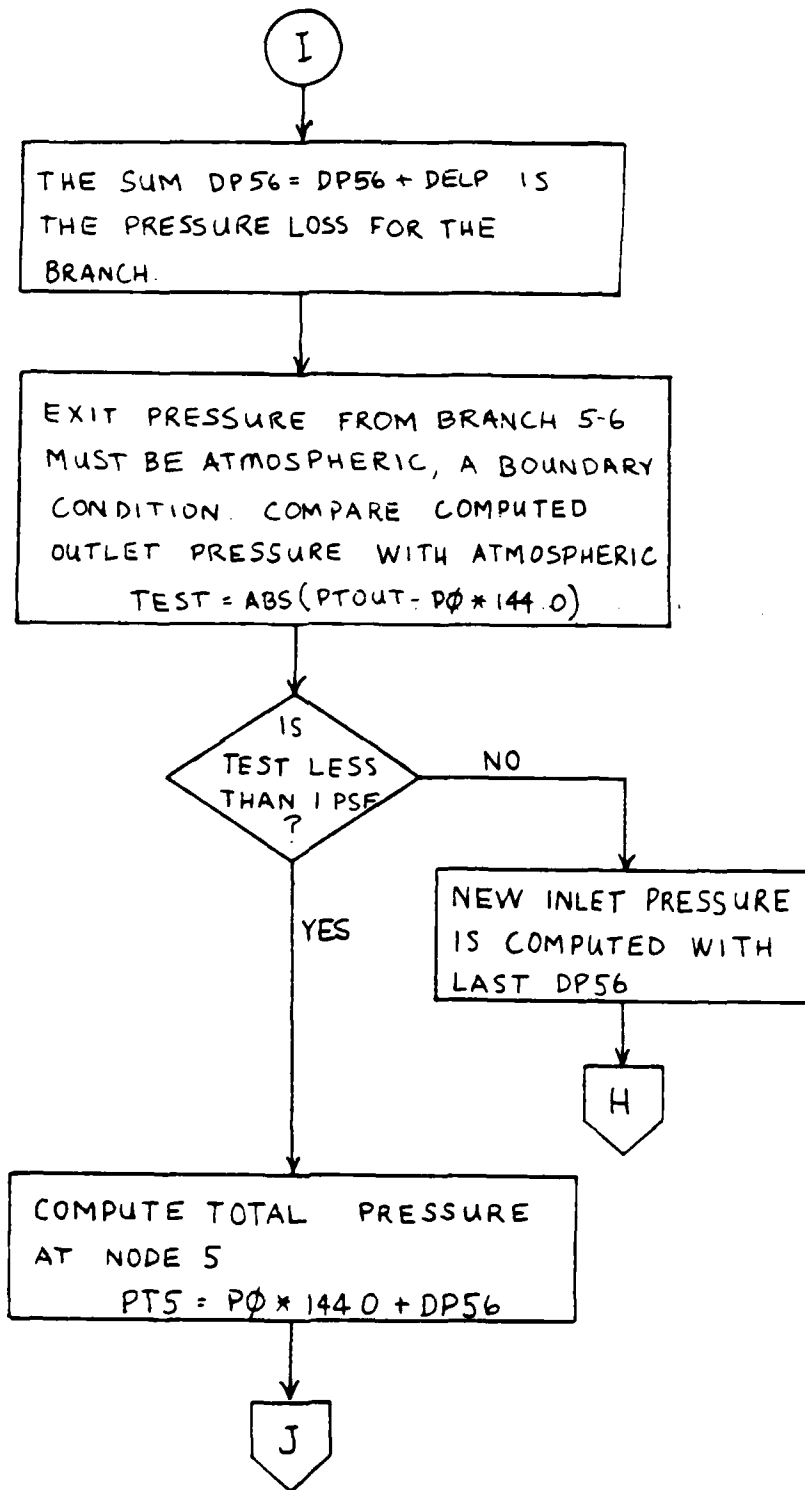 I
THE SUM DP56 = DP56 + DELP IS
THE PRESSURE LOSS FOR THE
BRANCH.
EXIT PRESSURE FROM BRANCH 5-6
MUST BE ATMOSPHERIC, A BOUNDARY
CONDITION. COMPARE COMPUTED
OUTLET PRESSURE WITH ATMOSPHERIC
TEST = ABS(PTOUT - PØ * 144.0)
IS
TEST LESS
THAN 1 PSF
?
NO
YES
NEW INLET PRESSURE
IS COMPUTED WITH
LAST DP56
H
COMPUTE TOTAL PRESSURE
AT NODE 5
PT5 = PØ * 144 0 + DP56
J